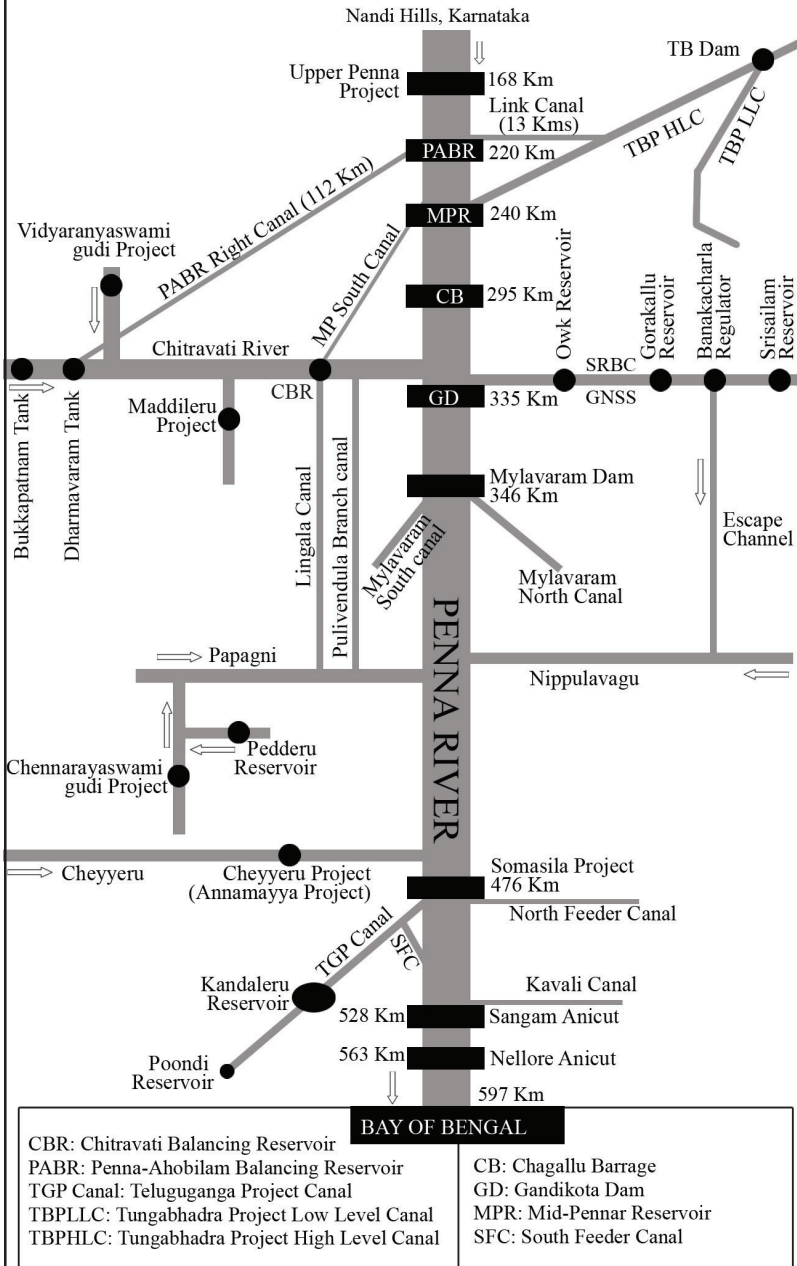 Nandi Hills, Karnataka
TB Dam
Upper Penna
Project
168 Km
Link Canal
(13 Kms)
TBP HLC
TBP LLC
PABR
220 Km
PABR Right Canal (112 Km)
MPR
240 Km
Vidyaranyaswami
gudi Project
MP South Canal
CB
295 Km
Owk Reservoir
Gorakallu
Reservoir
Banakacharla
Regulator
Srisailam
Reservoir
Chitravati River
SRBC
GNSS
CBR
GD
335 Km
Bukkapatnam Tank
Dharmavaram Tank
Maddileru
Project
Lingala Canal
Pulivendula Branch canal
Mylavaram Dam
346 Km
Mylavaram
South canal
Mylavaram
North Canal
Escape
Channel
PENNA RIVER
Papagni
Nippulavagu
Pedderu
Reservoir
Chennarayaswami
gudi Project
Cheyyeru
Cheyyeru Project
(Annamayya Project)
Somasila Project
476 Km
North Feeder Canal
TGP Canal
SFC
Kandaleru
Reservoir
Kavali Canal
528 Km
Sangam Anicut
563 Km
Nellore Anicut
Poondi
Reservoir
597 Km
BAY OF BENGAL
CBR: Chitravati Balancing Reservoir
PABR: Penna-Ahobilam Balancing Reservoir
TGP Canal: Teluguganga Project Canal
TBPLLC: Tungabhadra Project Low Level Canal
TBPHLC: Tungabhadra Project High Level Canal
CB: Chagallu Barrage
GD: Gandikota Dam
MPR: Mid-Pennar Reservoir
SFC: South Feeder Canal